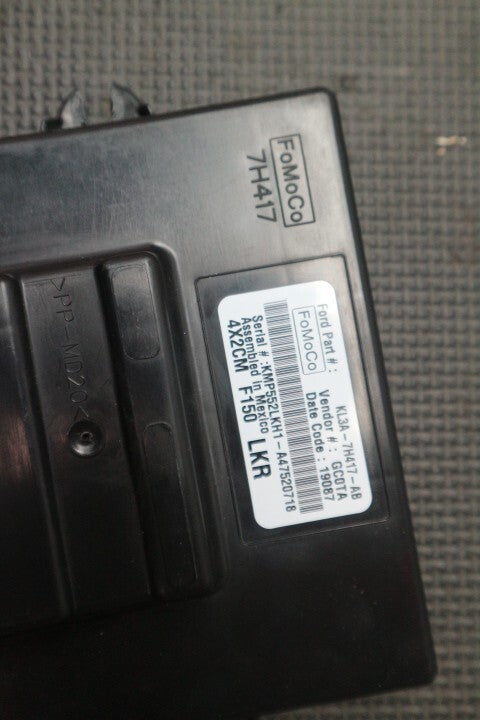 FoMoCo
7H417
>PP MD20<
Ford Part # : KL3A-7H417-AB
FoMoCo
Vendor # : GC0TA
Date Code : 19087
Serial # :KMP552LKH1-A47520718
Assembled in Mexico
4X2CM F150 LKR